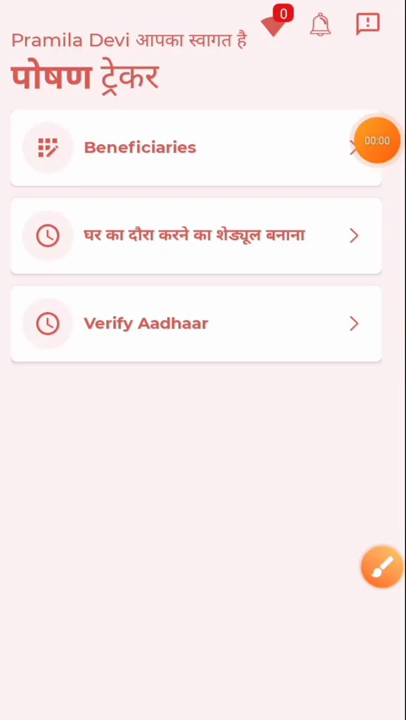 0
Pramila Devi आपका स्वागत है
पोषण ट्रेकर
Beneficiaries
00:00
घर का दौरा करने का शेड्यूल बनाना
Verify Aadhaar